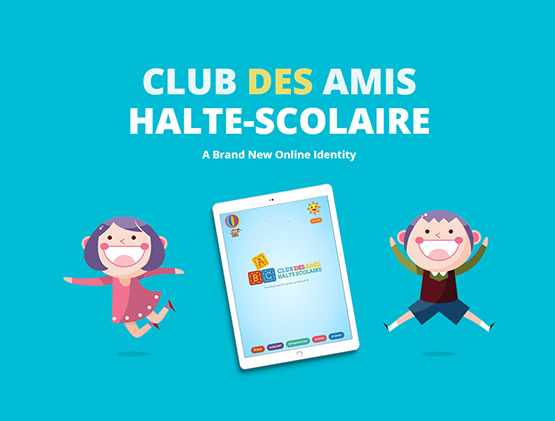 CLUB DES AMIS
HALTE-SCOLAIRE
A Brand New Online Identity
A
B C
CLUB DES AMIS
HALTE SCOLAIRE